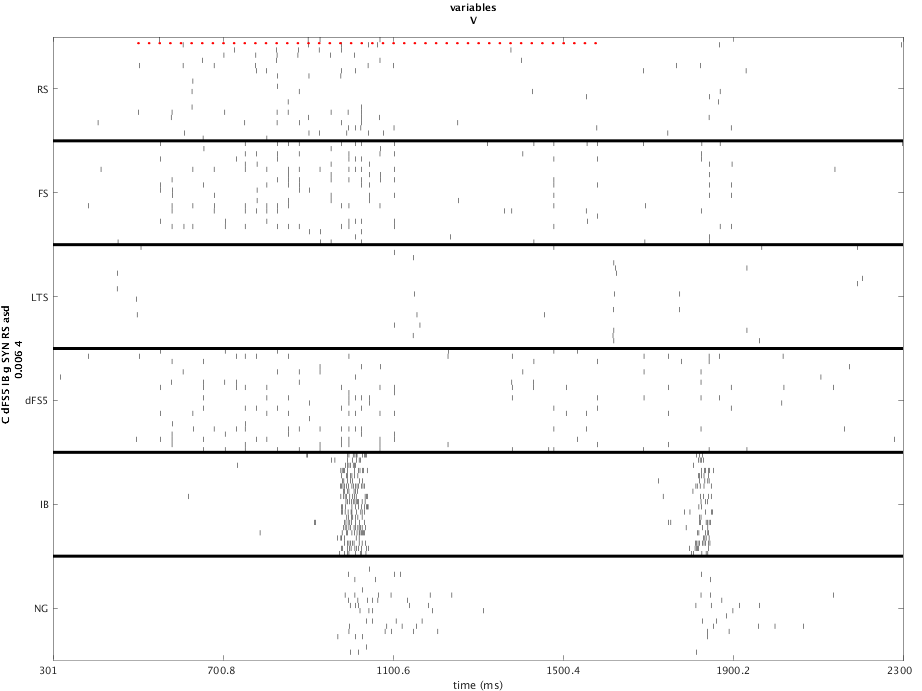 variables
V
RS
FS
LTS
dFS5
IB
NG
C dFS5 IB g SYN RS asd
0.006 4
301 700.8 1100.6 1500.4 1900.2 2300
time (ms)